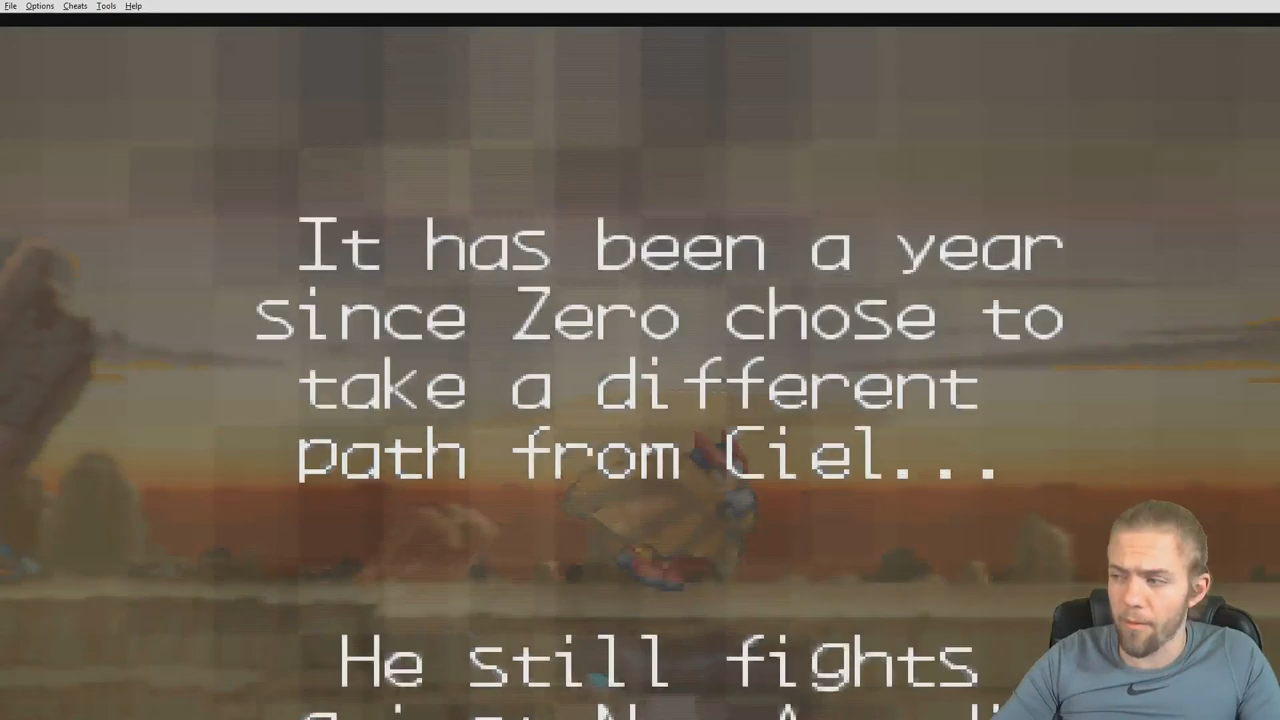 File Options Cheats Tools Help
It has been a year
since Zero chose to
take a different
path from Ciel...
He still fights